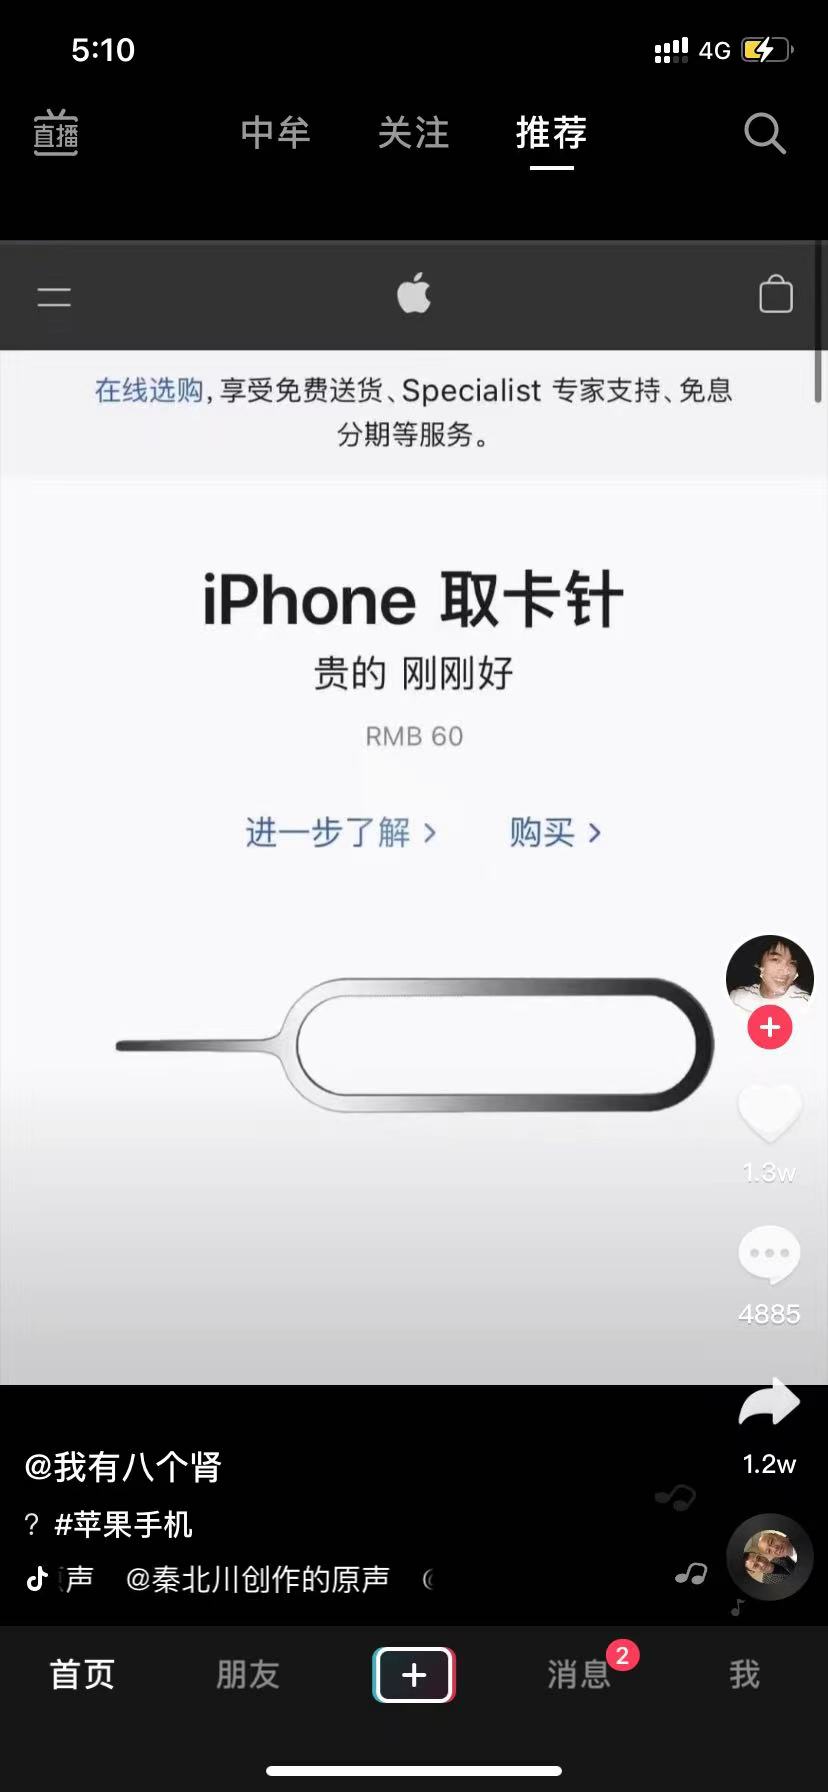 5:10
4G
直播
中牟
关注
推荐
在线选购,享受免费送货、Specialist 专家支持、免息
分期等服务。
iPhone 取卡针
贵的 刚刚好
RMB 60
进一步了解 >
购买 >
1.3w
4885
1.2w
@我有八个肾
? #苹果手机
声 @秦北川创作的原声
首页
朋友
消息
2
我